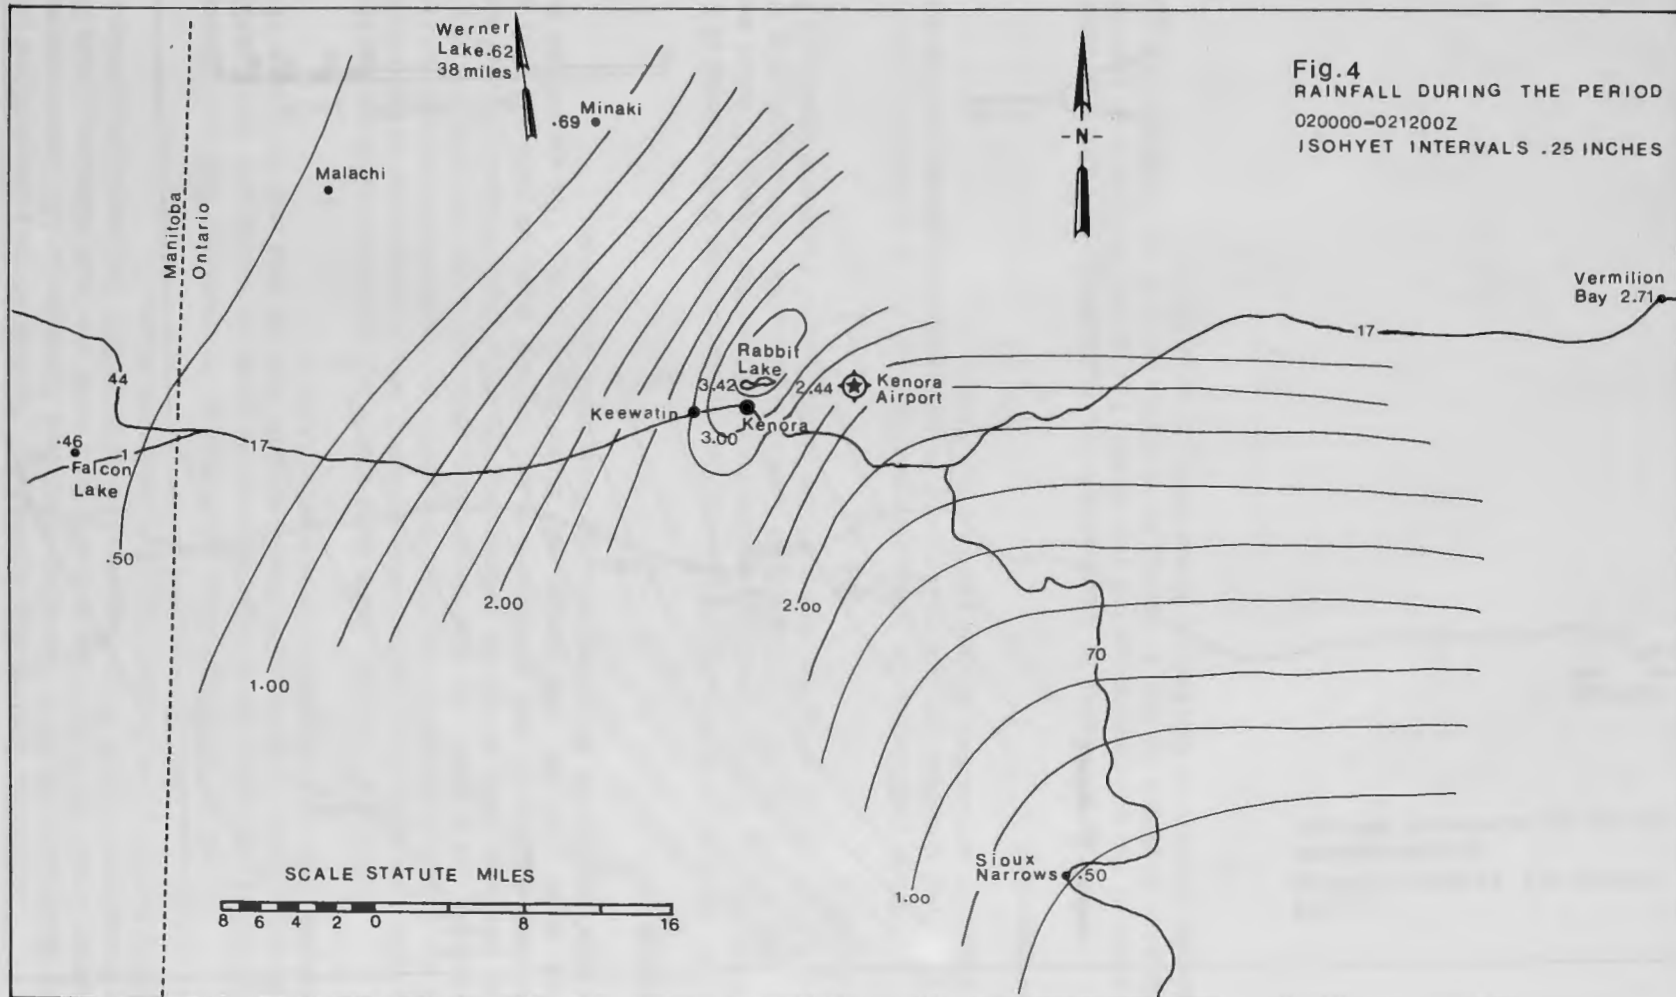 Fig.4
RAINFALL DURING THE PERIOD
020000-021200Z
ISOHYET INTERVALS .25 INCHES
Werner
Lake.62
38 miles
.69 Minaki
Malachi
Manitoba
Ontario
-N-
Vermilion
Bay 2.71
17
44
.46
Falcon
Lake
1
17
.50
Rabbit
Lake
3.42
2.44
Kenora
Airport
Keewatin
Kenora
3.00
2.00
2.00
1.00
70
Sioux
Narrows .50
1.00
SCALE STATUTE MILES
8 6 4 2 0 8 16